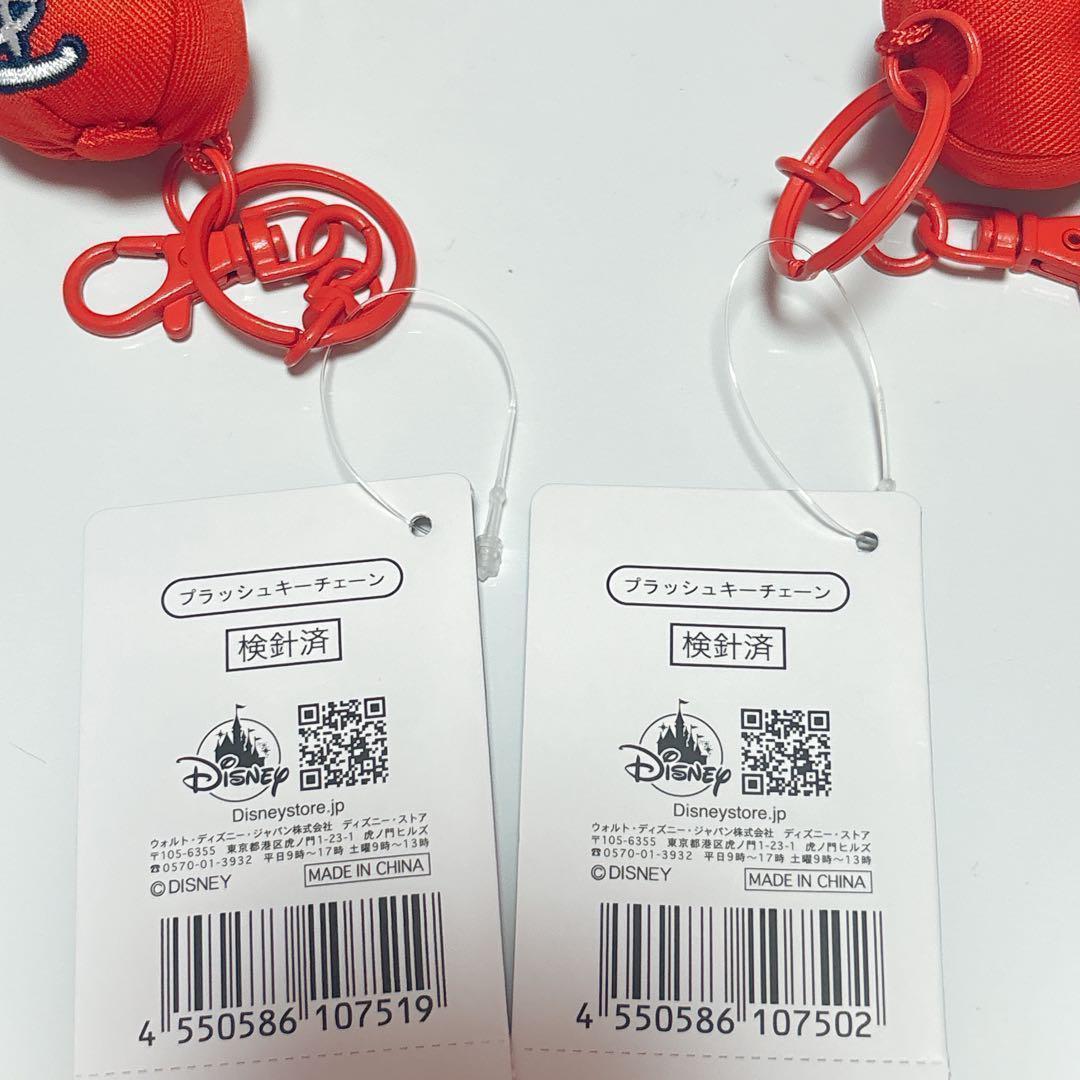 プラッシュキーチェーン
検針済
DISNEY
Disneystore.jp
ウォルト・ディズニー・ジャパン株式会社 ディズニー・ストア
〒105-6355 東京都港区虎ノ門1-23-1 虎ノ門ヒルズ
☎0570-01-3932 平日9時～17時 土曜9時～13時
©DISNEY
MADE IN CHINA
4 550586 107519
プラッシュキーチェーン
検針済
DISNEY
Disneystore.jp
ウォルト・ディズニー・ジャパン株式会社 ディズニー・ストア
〒105-6355 東京都港区虎ノ門1-23-1 虎ノ門ヒルズ
☎0570-01-3932 平日9時～17時 土曜9時～13時
©DISNEY
MADE IN CHINA
4 550586 107502